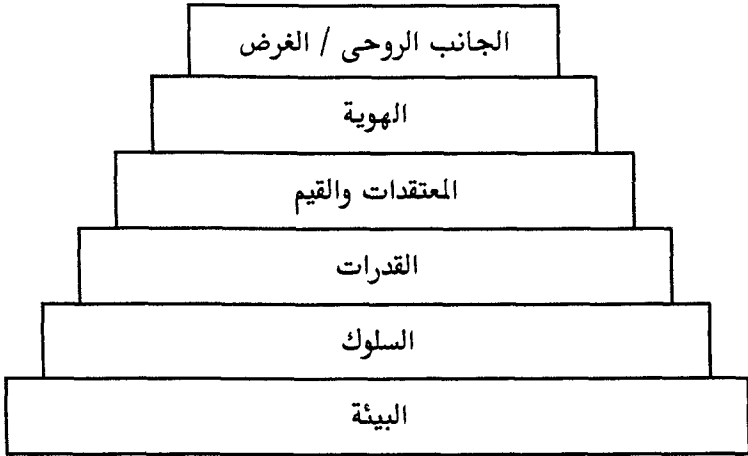 الجانب الروحى / الغرض
الهوية
المعتقدات والقيم
القدرات
السلوك
البيئة